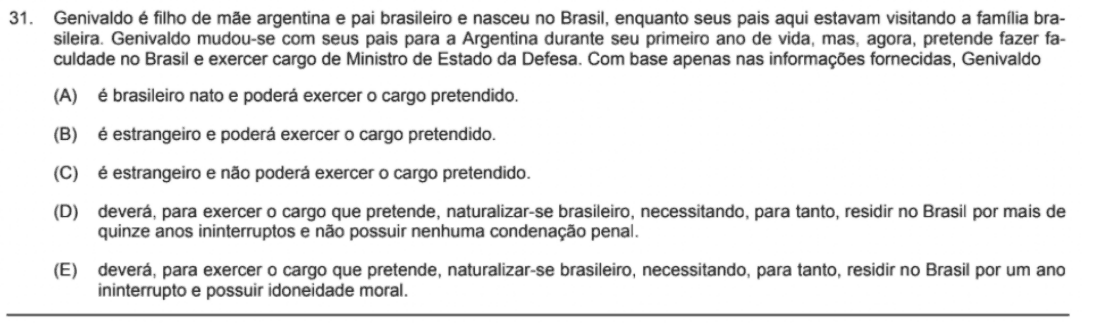 31. Genivaldo é filho de mãe argentina e pai brasileiro e nasceu no Brasil, enquanto seus pais aqui estavam visitando a família bra-
sileira. Genivaldo mudou-se com seus pais para a Argentina durante seu primeiro ano de vida, mas, agora, pretende fazer fa-
culdade no Brasil e exercer cargo de Ministro de Estado da Defesa. Com base apenas nas informações fornecidas, Genivaldo
(A) é brasileiro nato e poderá exercer o cargo pretendido.
(B) é estrangeiro e poderá exercer o cargo pretendido.
(C) é estrangeiro e não poderá exercer o cargo pretendido.
(D) deverá, para exercer o cargo que pretende, naturalizar-se brasileiro, necessitando, para tanto, residir no Brasil por mais de
quinze anos ininterruptos e não possuir nenhuma condenação penal.
(E) deverá, para exercer o cargo que pretende, naturalizar-se brasileiro, necessitando, para tanto, residir no Brasil por um ano
ininterrupto e possuir idoneidade moral.